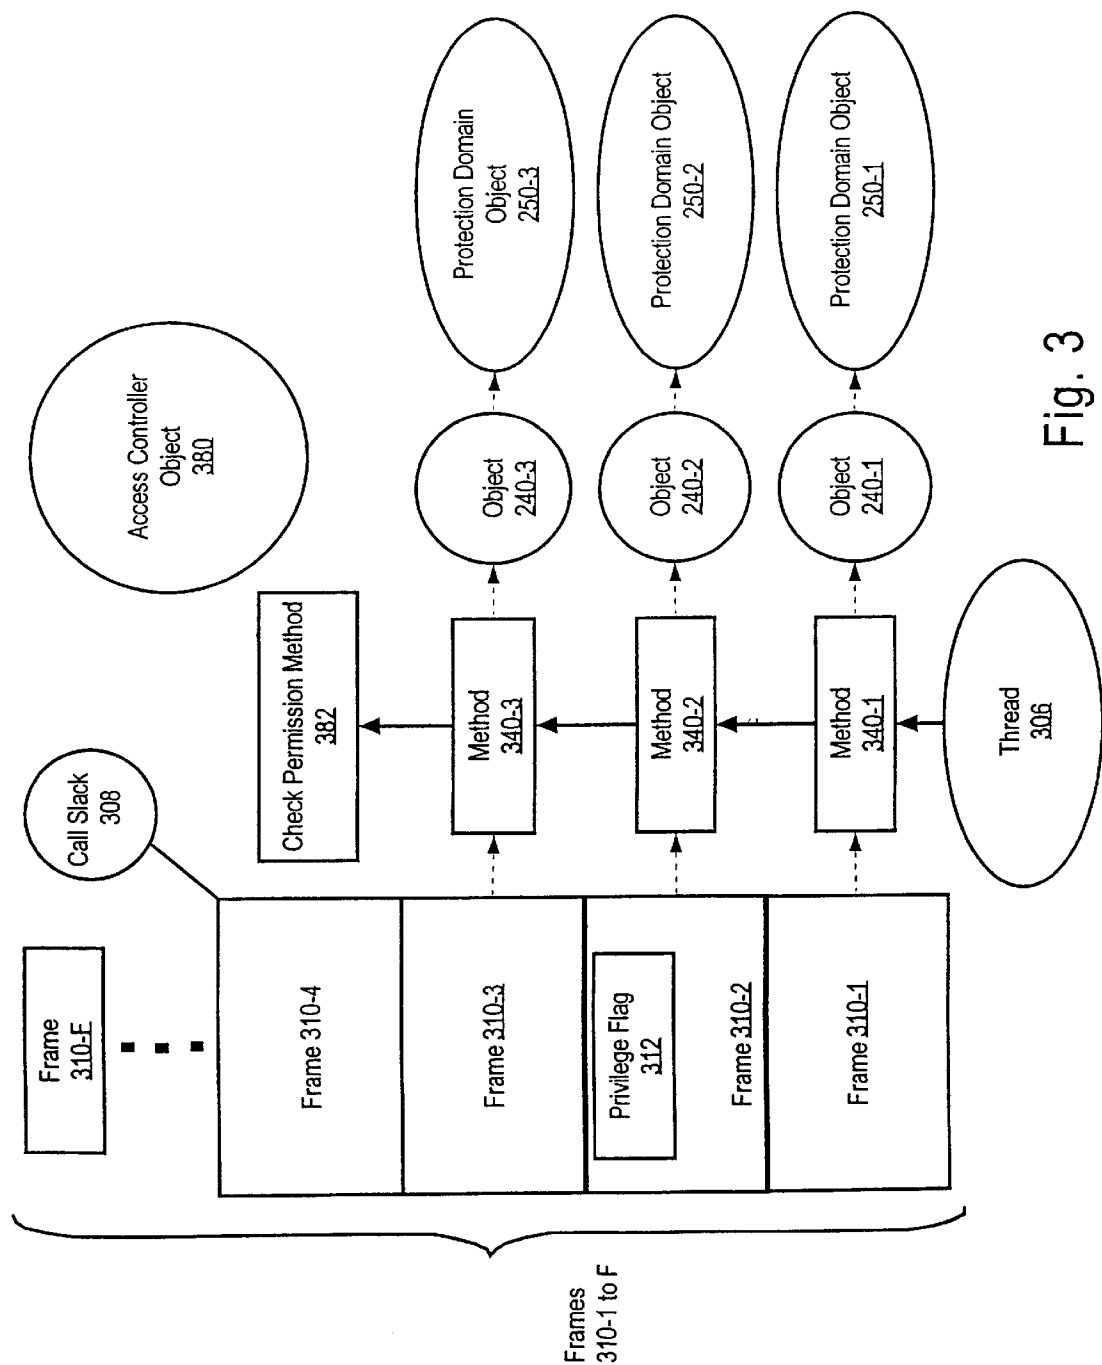 Frame
310-F
Call Slack
308
Access Controller
Object
380
Frame 310-4
Check Permission Method
382
Frame 310-3
Method
340-3
Object
240-3
Protection Domain
Object
250-3
Privilege Flag
312
Frame 310-2
Method
340-2
Object
240-2
Protection Domain Object
250-2
Frame 310-1
Method
340-1
Object
240-1
Protection Domain Object
250-1
Thread
306
Frames
310-1 to F
Fig. 3